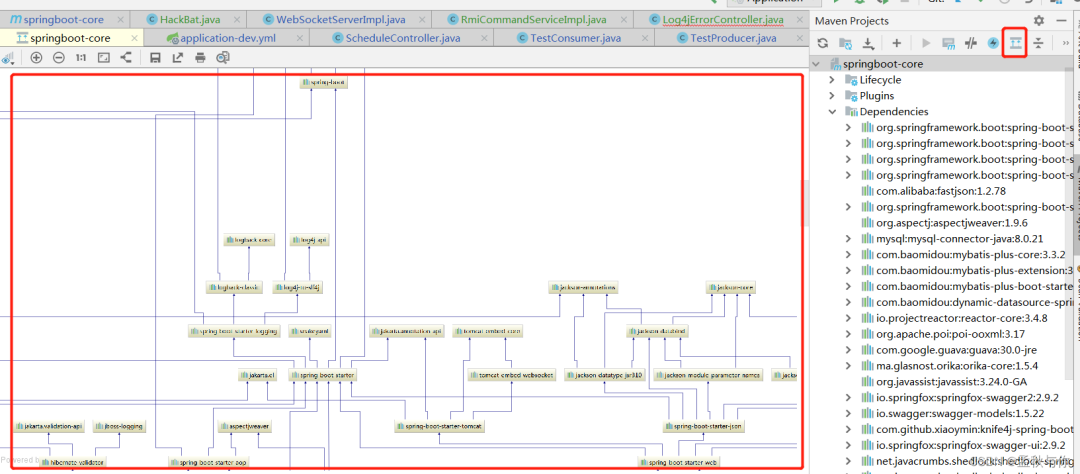 springboot-core
HackBat.java
WebSocketServerImpl.java
RmiCommandServiceImpl.java
Log4jErrorController.java
springboot-core
application-dev.yml
ScheduleController.java
TestConsumer.java
TestProducer.java
1:1
spring-boot
logback-core
log4j-api
logback-classic
log4j-to-slf4j
jackson-annotations
jackson-core
spring-boot-starter-logging
snakeyaml
jakarta.annotation-api
tomcat-embed-core
jackson-databind
jakarta.el
spring-boot-starter
tomcat-embed-websocket
jackson-datatype-jsr310
jackson-module-parameter-names
jakarta.validation-api
jboss-logging
aspectjweaver
spring-boot-starter-tomcat
spring-boot-starter-json
hibernate-validator
spring-boot-starter-aop
spring-boot-starter-web
Powered by
Maven Projects
springboot-core
Lifecycle
Plugins
Dependencies
org.springframework.boot:spring-boot-s
org.springframework.boot:spring-boot-s
org.springframework.boot:spring-boot-s
org.springframework.boot:spring-boot-s
com.alibaba:fastjson:1.2.78
org.springframework.boot:spring-boot-s
org.aspectj:aspectjweaver:1.9.6
mysql:mysql-connector-java:8.0.21
com.baomidou:mybatis-plus-core:3.3.2
com.baomidou:mybatis-plus-extension:3
com.baomidou:mybatis-plus-boot-starte
com.baomidou:dynamic-datasource-spri
io.projectreactor:reactor-core:3.4.8
org.apache.poi:poi-ooxml:3.17
com.google.guava:guava:30.0-jre
ma.glasnost.orika:orika-core:1.5.4
org.javassist:javassist:3.24.0-GA
io.springfox:springfox-swagger2:2.9.2
io.swagger:swagger-models:1.5.22
com.github.xiaoymin:knife4j-spring-boo
io.springfox:springfox-swagger-ui:2.9.2
net.javacrumbs.shedlock:shedlock-sprin